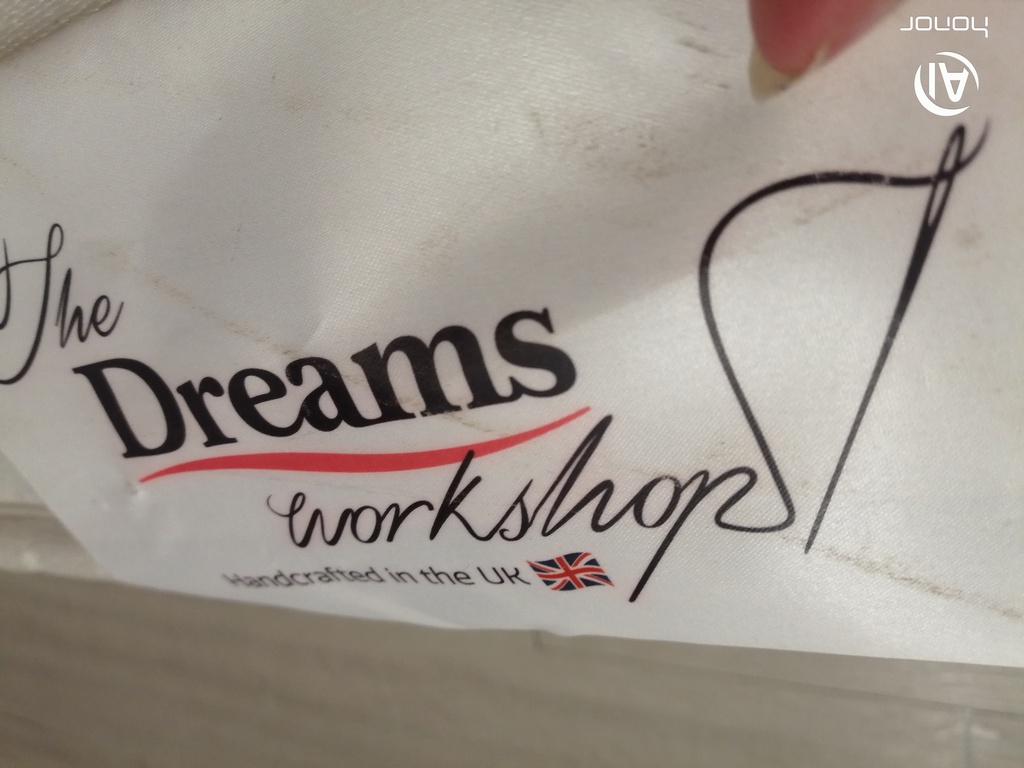 The
Dreams
workshop
Handcrafted in the UK
honor
AI